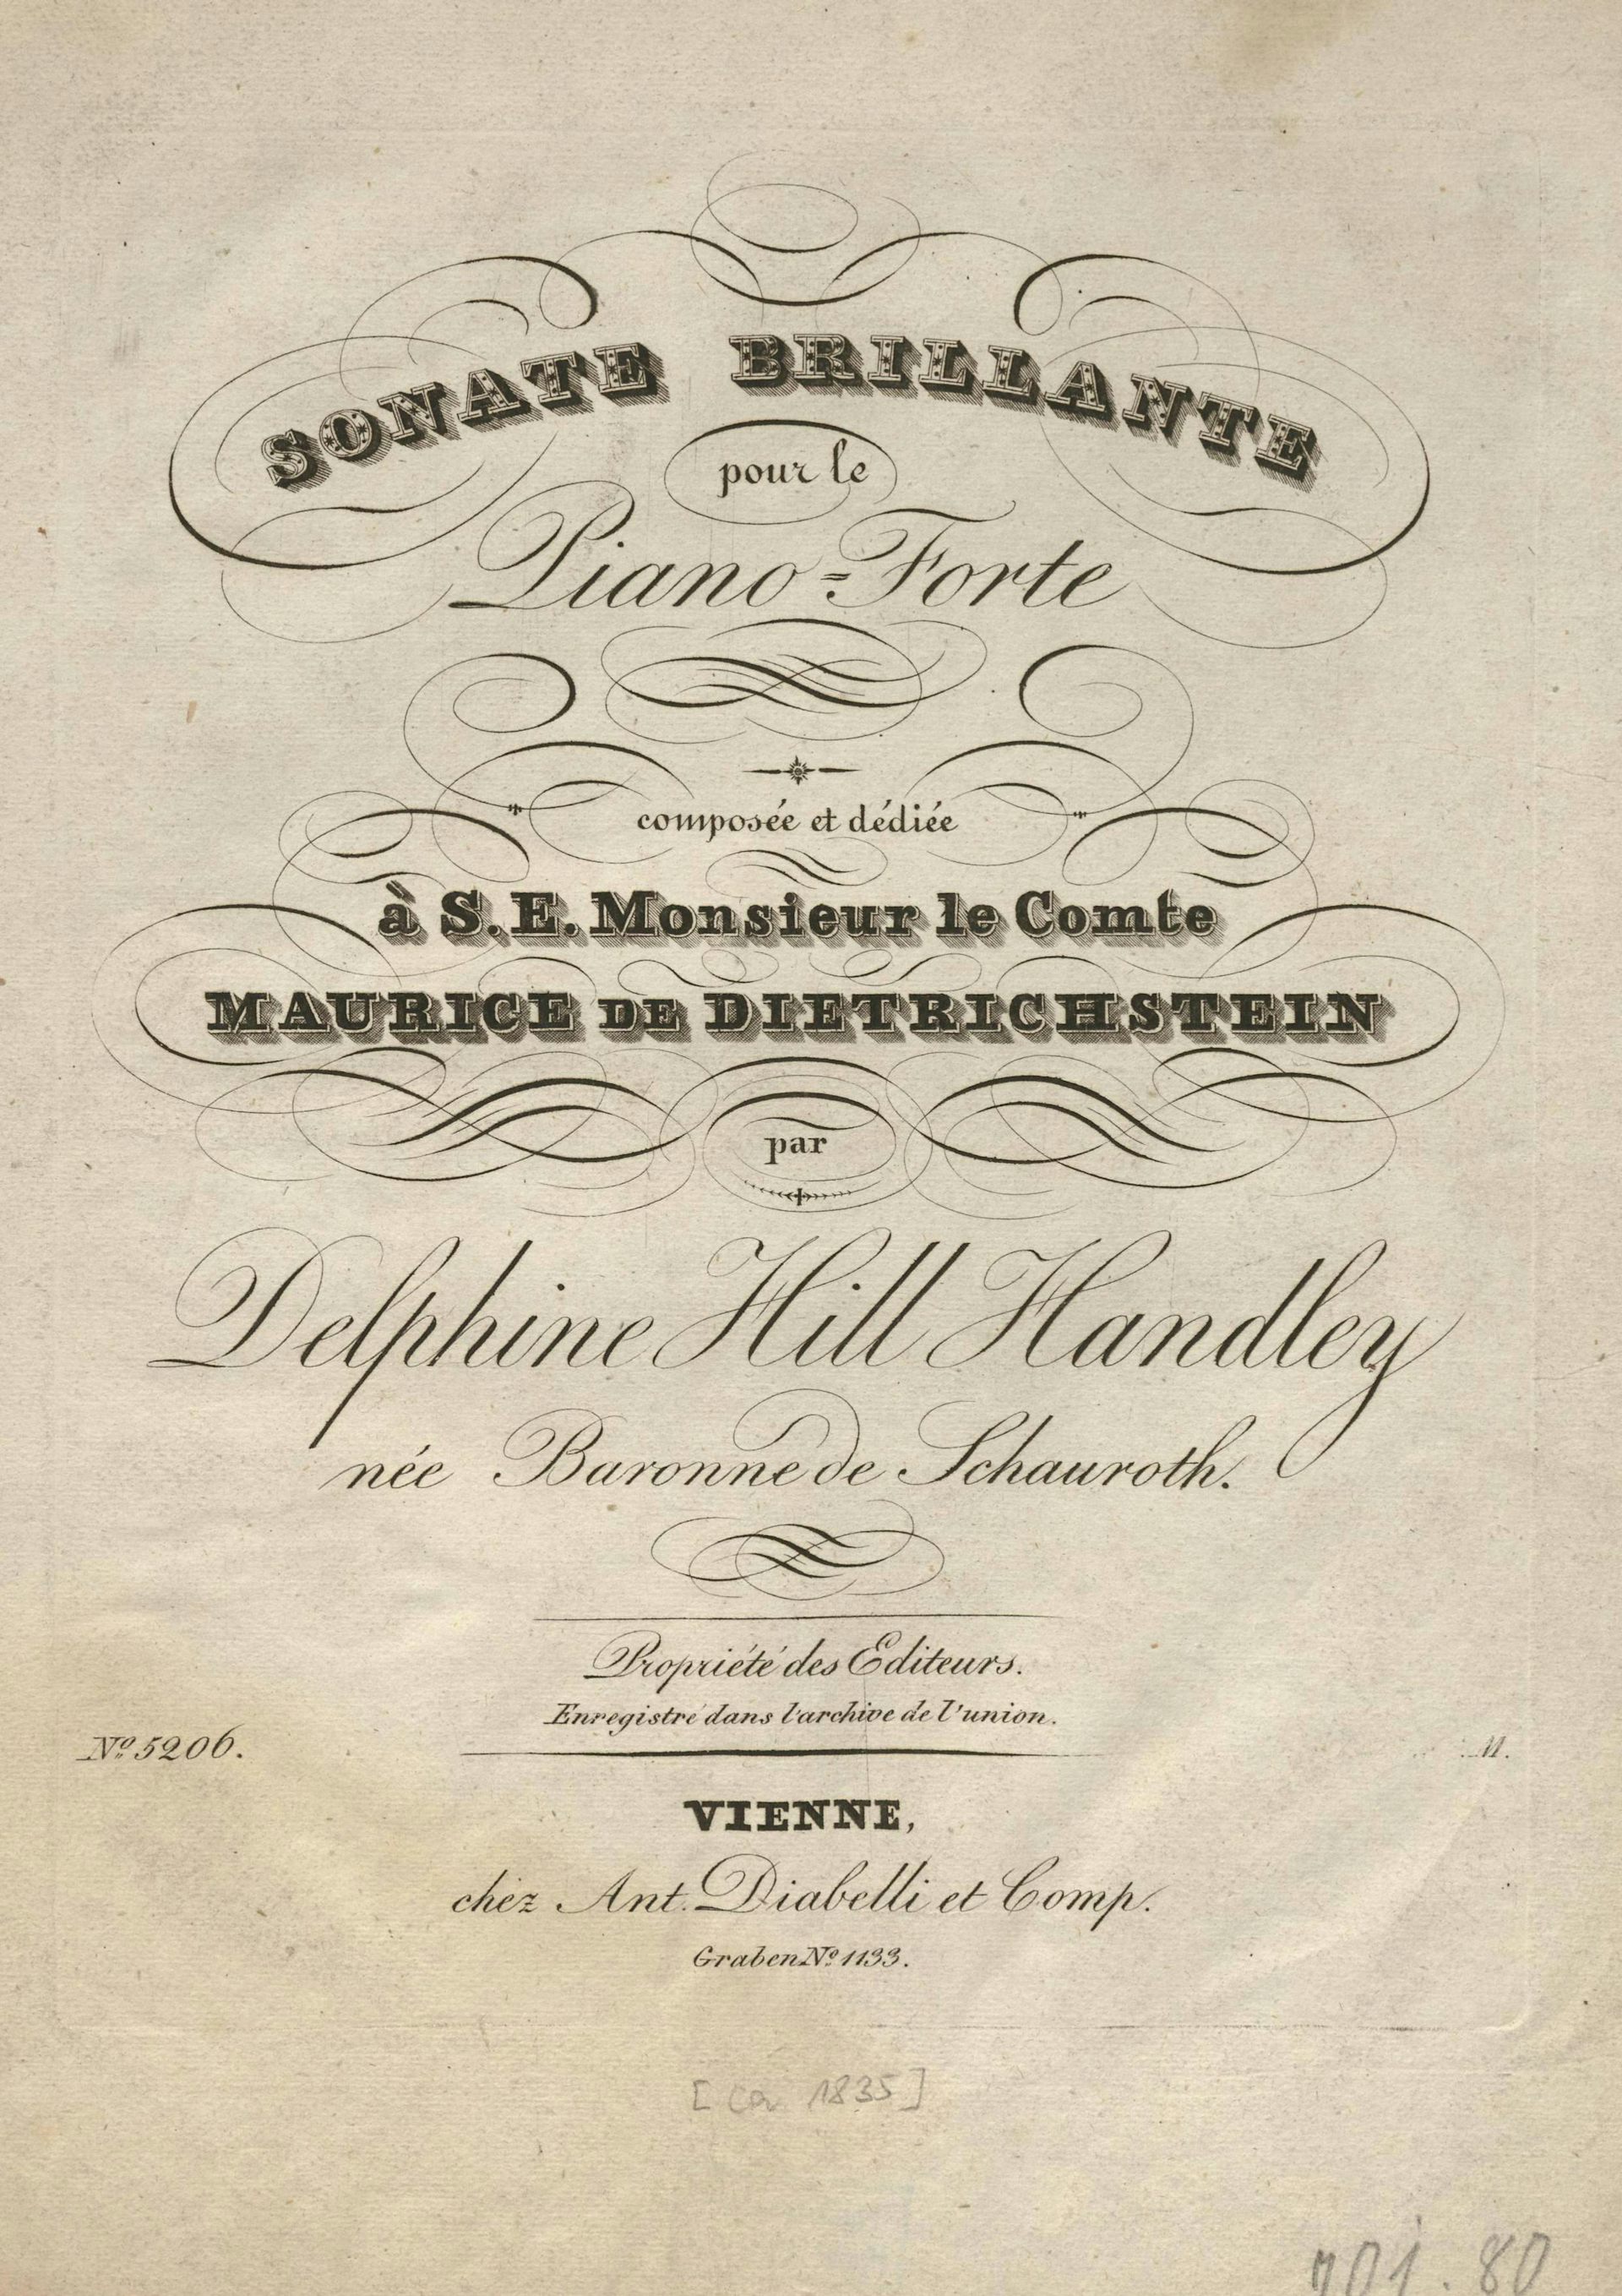 SONATE BRILLANTE
pour le
Piano=Forte
composée et dédiée
à S. E. Monsieur le Comte
MAURICE DE DIETRICHSTEIN
par
Delphine Hill Handley
née Baronne de Schauroth.
Propriété des Editeurs.
Enregistré dans l'archive de l'union.
Nº 5206.
M.
VIENNE,
chez Ant. Diabelli et Comp.
Graben Nº 1133.
[ca 1835]
701.80